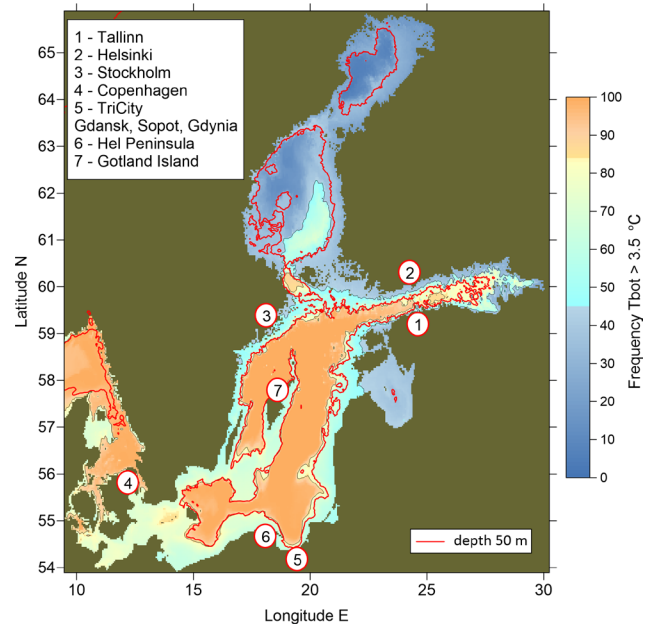 1 - Tallinn
2 - Helsinki
3 - Stockholm
4 - Copenhagen
5 - TriCity
Gdansk, Sopot, Gdynia
6 - Hel Peninsula
7 - Gotland Island
65
64
63
62
61
60
59
58
57
56
55
54
Latitude N
10
15
20
25
30
Longitude E
2
3
1
7
4
6
5
depth 50 m
100
90
80
70
60
50
40
30
20
10
0
Frequency Tbot > 3.5 °C